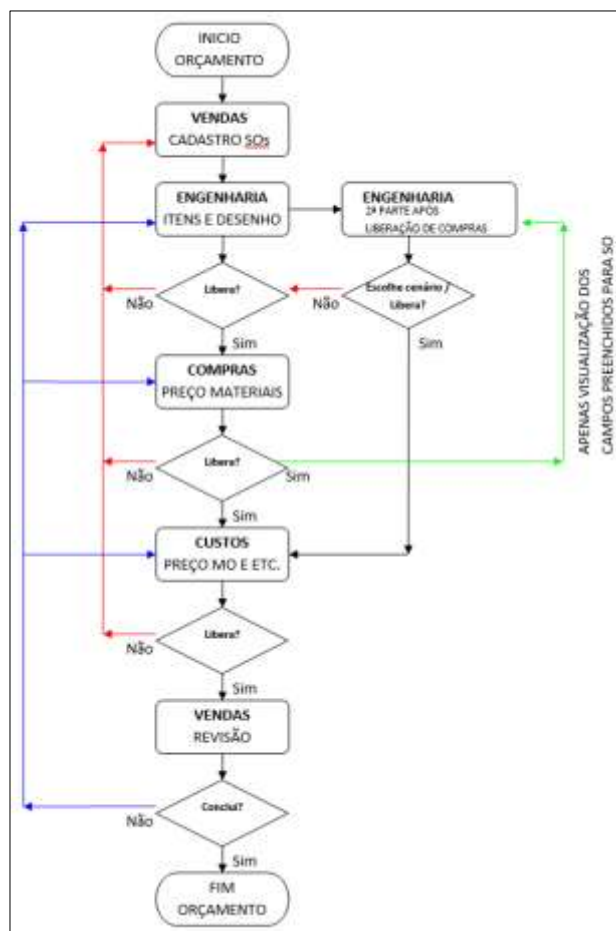 INICIO
ORÇAMENTO
VENDAS
CADASTRO SOs
ENGENHARIA
ITENS E DESENHO
ENGENHARIA
2ª PARTE APÓS
LIBERAÇÃO DE COMPRAS
Libera?
Não
Sim
Escolhe cenário /
Libera?
Não
Sim
COMPRAS
PREÇO MATERIAIS
Libera?
Não
Sim
Sim
CUSTOS
PREÇO MO E ETC.
Libera?
Não
Sim
VENDAS
REVISÃO
Conclui?
Não
Sim
FIM
ORÇAMENTO
APENAS VISUALIZAÇÃO DOS
CAMPOS PREENCHIDOS PARA SO